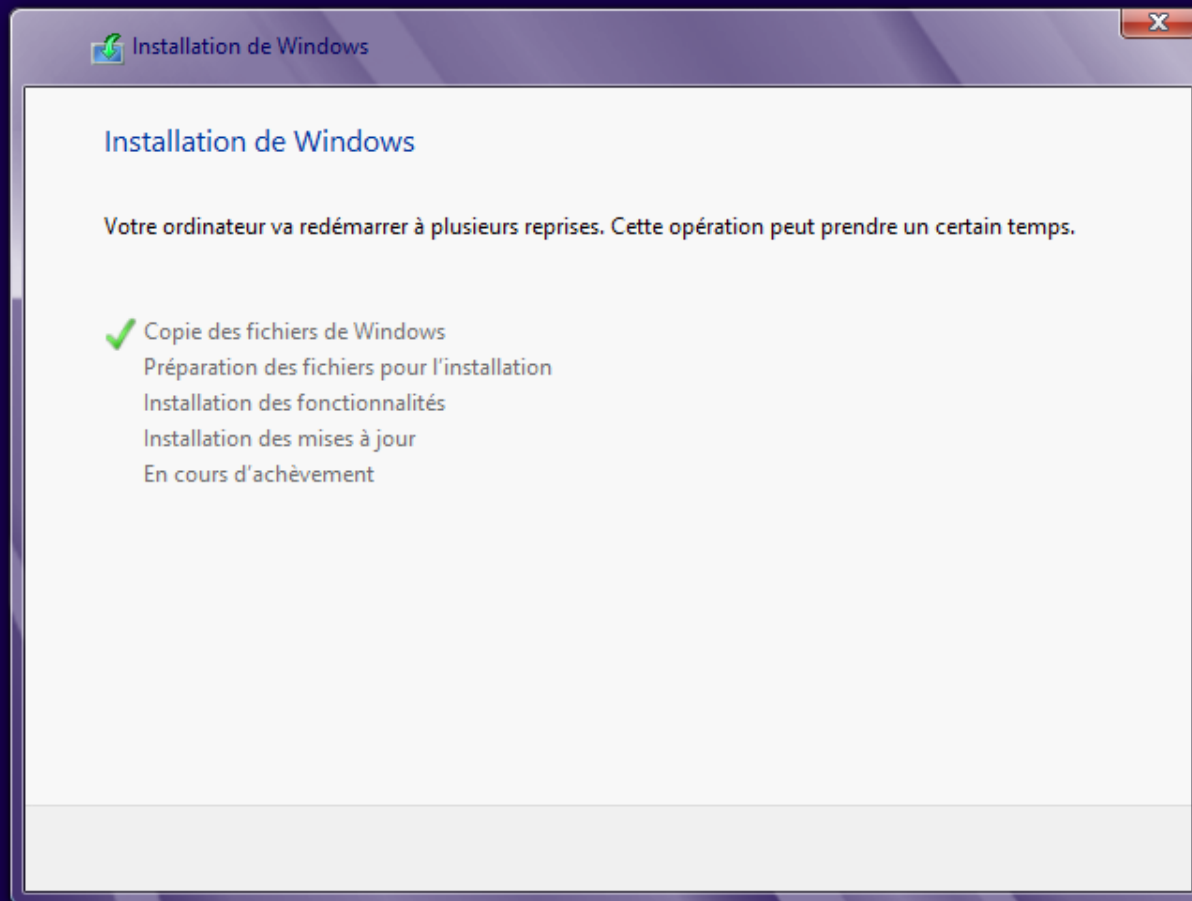 Installation de Windows
Installation de Windows
Votre ordinateur va redémarrer à plusieurs reprises. Cette opération peut prendre un certain temps.
Copie des fichiers de Windows
Préparation des fichiers pour l'installation
Installation des fonctionnalités
Installation des mises à jour
En cours d'achèvement